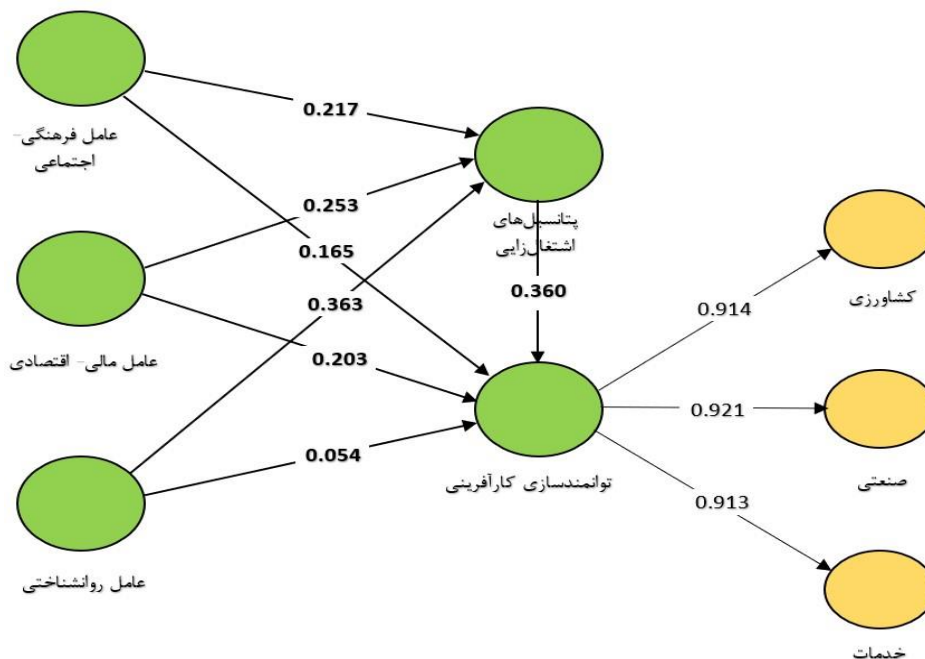 عامل فرهنگی-
اجتماعی
0.217
0.253
پتانسیل‌های
اشتغال‌زایی
0.165
0.363
0.360
عامل مالی- اقتصادی
0.203
0.054
عامل روانشناختی
توانمندسازی کارآفرینی
0.914
کشاورزی
0.921
صنعتی
0.913
خدمات